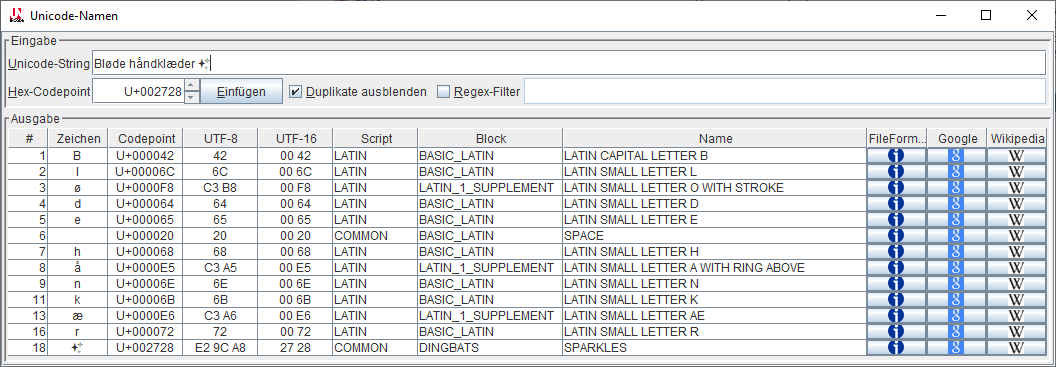 Unicode-Namen
Eingabe
Unicode-String Bløde håndklæder ✨
Hex-Codepoint U+002728 Einfügen Duplikate ausblenden Regex-Filter
Ausgabe
# Zeichen Codepoint UTF-8 UTF-16 Script Block Name FileForm... Google Wikipedia
1 B U+000042 42 00 42 LATIN BASIC_LATIN LATIN CAPITAL LETTER B i g W
2 l U+00006C 6C 00 6C LATIN BASIC_LATIN LATIN SMALL LETTER L i g W
3 ø U+0000F8 C3 B8 00 F8 LATIN LATIN_1_SUPPLEMENT LATIN SMALL LETTER O WITH STROKE i g W
4 d U+000064 64 00 64 LATIN BASIC_LATIN LATIN SMALL LETTER D i g W
5 e U+000065 65 00 65 LATIN BASIC_LATIN LATIN SMALL LETTER E i g W
6 U+000020 20 00 20 COMMON BASIC_LATIN SPACE i g W
7 h U+000068 68 00 68 LATIN BASIC_LATIN LATIN SMALL LETTER H i g W
8 å U+0000E5 C3 A5 00 E5 LATIN LATIN_1_SUPPLEMENT LATIN SMALL LETTER A WITH RING ABOVE i g W
9 n U+00006E 6E 00 6E LATIN BASIC_LATIN LATIN SMALL LETTER N i g W
11 k U+00006B 6B 00 6B LATIN BASIC_LATIN LATIN SMALL LETTER K i g W
13 æ U+0000E6 C3 A6 00 E6 LATIN LATIN_1_SUPPLEMENT LATIN SMALL LETTER AE i g W
16 r U+000072 72 00 72 LATIN BASIC_LATIN LATIN SMALL LETTER R i g W
18 ✨ U+002728 E2 9C A8 27 28 COMMON DINGBATS SPARKLES i g W